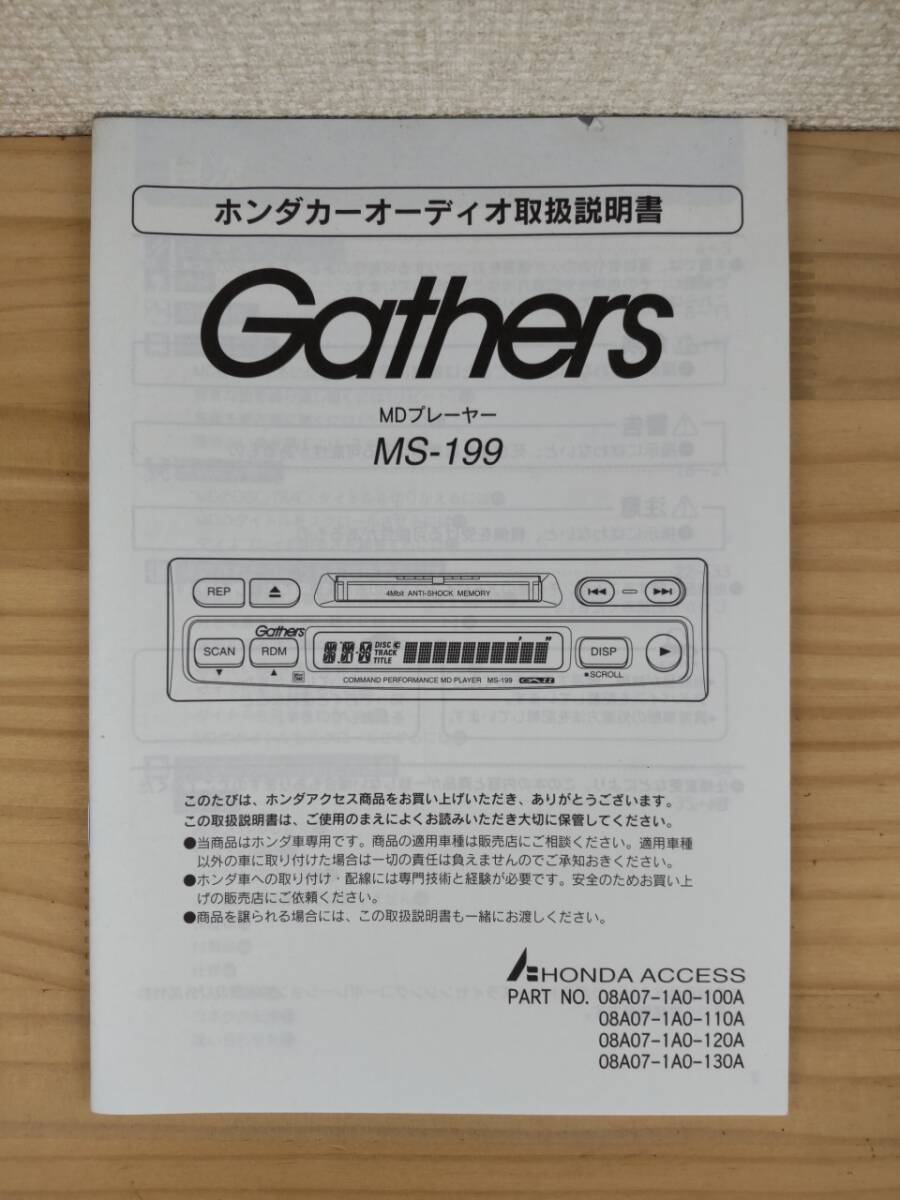 ホンダカーオーディオ取扱説明書
Gathers
MDプレーヤー
MS-199
REP
4Mbit ANTI-SHOCK MEMORY
Gathers
SCAN
RDM
DISC
TRACK
TITLE
DISP
SCROLL
COMMAND PERFORMANCE MD PLAYER MS-199
このたびは、ホンダアクセス商品をお買い上げいただき、ありがとうございます。
この取扱説明書は、ご使用のまえによくお読みいただき大切に保管してください。
●当商品はホンダ車専用です。商品の適用車種は販売店にご相談ください。適用車種
以外の車に取り付けた場合は一切の責任は負えませんのでご承知おきください。
●ホンダ車への取り付け・配線には専門技術と経験が必要です。安全のためお買い上
げの販売店にご依頼ください。
●商品を譲られる場合には、この取扱説明書も一緒にお渡しください。
HONDA ACCESS
PART NO. 08A07-1A0-100A
08A07-1A0-110A
08A07-1A0-120A
08A07-1A0-130A